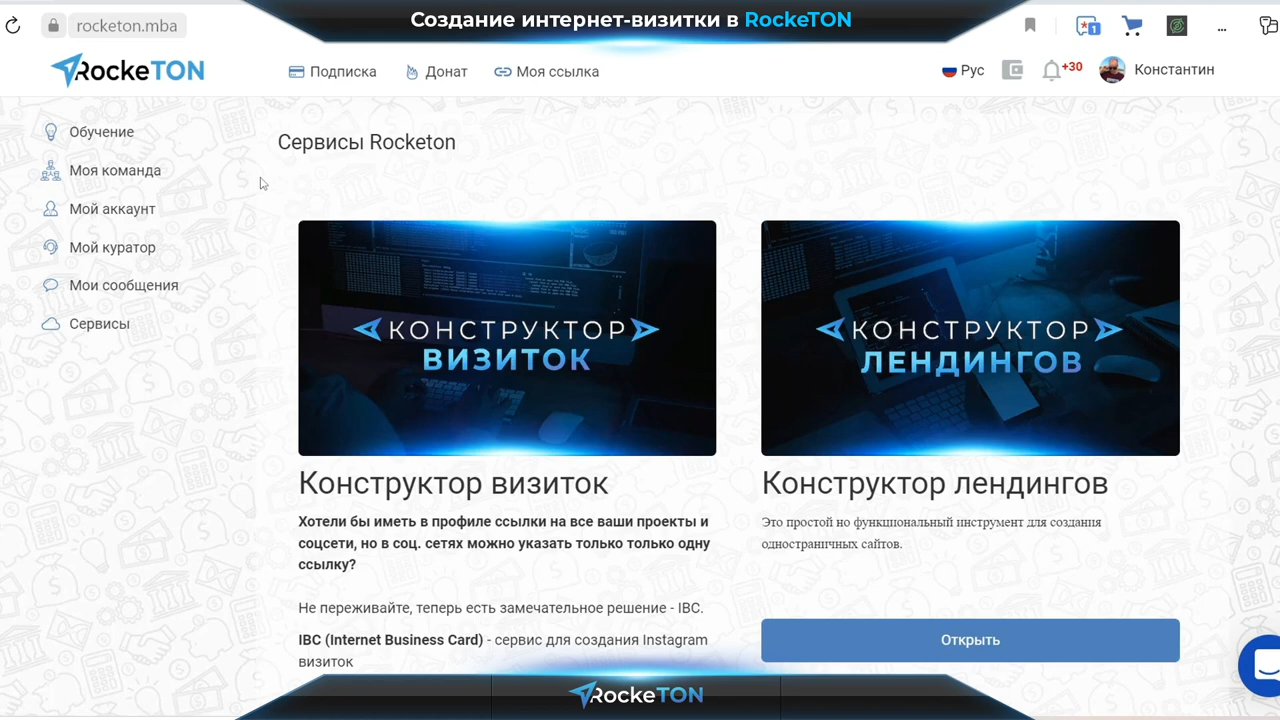 Создание интернет-визитки в RockeTON
rocketon.mba
1
...
RockeTON
Подписка
Донат
Моя ссылка
Рус
+30
Константин
Обучение
Моя команда
Мой аккаунт
Мой куратор
Мои сообщения
Сервисы
Сервисы Rocketon
КОНСТРУКТОР
ВИЗИТОК
КОНСТРУКТОР
ЛЕНДИНГОВ
Конструктор визиток
Хотели бы иметь в профиле ссылки на все ваши проекты и
соцсети, но в соц. сетях можно указать только только одну
ссылку?
Не переживайте, теперь есть замечательное решение - IBC.
IBC (Internet Business Card) - сервис для создания Instagram
визиток
Конструктор лендингов
Это простой но функциональный инструмент для создания
одностраничных сайтов.
Открыть
RockeTON